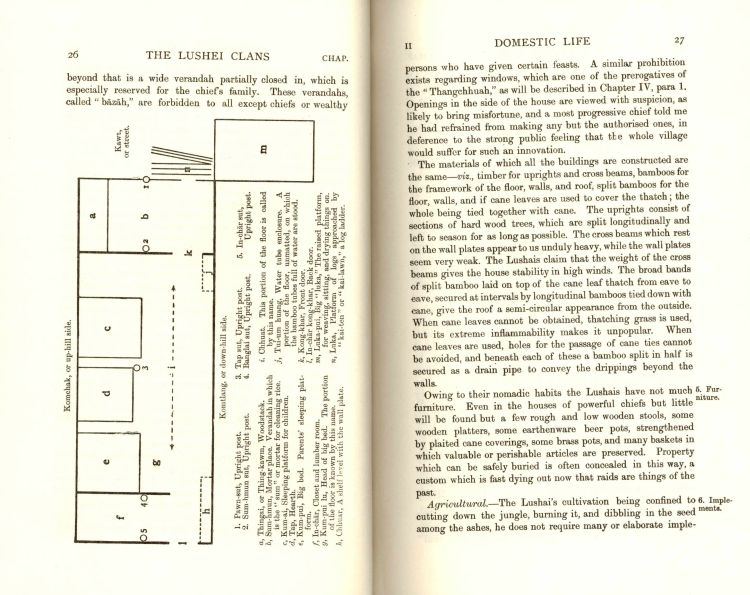 26 THE LUSHEI CLANS CHAP.
beyond that is a wide verandah partially closed in, which is
especially reserved for the chief's family. These verandahs,
called "bāzāh," are forbidden to all except chiefs or wealthy
Kawt,
or street.
Komchak, or up-hill side.
a
b
c
d
e
f
g
h
i
k
l
m
n
1
2
3
4
5
Komtlang, or down-hill side.
1. Pawn-sut, Upright post.
2. Sum-hmun sut, Upright post.
3. Tap sut, Upright post.
4. Banglai sut, Upright post.
5. In-chār sut,
Upright post.
a, Thingai, or Thing-kawm, Woodstack.
b, Sum-hmun, Mortar place. Verandah in which
is the "sum" or mortar for cleaning rice.
c, Kum-ai, Sleeping platform for children.
d, Tap, Hearth.
e, Kum-pui, Big bed. Parents' sleeping plat-
form.
f, In-chār, Closet and lumber room.
g, Kum-pui lu, Head of big bed. The portion
of the floor is known by this name.
h, Chhuar, A shelf level with the wall plate.
i, Chhuat. This portion of the floor is called
by this name.
j, Tui-um hunag, Water tube enclosure. A
portion of the floor, unmatted, on which
the bamboo tubes full of water are stood.
k, Kong-khar, Front door.
l, In-chār kong-khar, Back door.
m, Luka-pui, Big "luka." The raised platform,
for weaving, sitting, and drying things on.
n, Luka. Platform of logs approached by
"kai-ten" or "kai-lawn," a log ladder.
II DOMESTIC LIFE 27
persons who have given certain feasts. A similar prohibition
exists regarding windows, which are one of the prerogatives of
the "Thangchhuah," as will be described in Chapter IV, para 1.
Openings in the side of the house are viewed with suspicion, as
likely to bring misfortune, and a most progressive chief told me
he had refrained from making any but the authorised ones, in
deference to the strong public feeling that the whole village
would suffer for such an innovation.
The materials of which all the buildings are constructed are
the same—viz., timber for uprights and cross beams, bamboos for
the framework of the floor, walls, and roof, split bamboos for the
floor, walls, and if cane leaves are used to cover the thatch; the
whole being tied together with cane. The uprights consist of
sections of hard wood trees, which are split longitudinally and
left to season for as long as possible. The cross beams which rest
on the wall plates appear to us unduly heavy, while the wall plates
seem very weak. The Lushais claim that the weight of the cross
beams gives the house stability in high winds. The broad bands
of split bamboo laid on top of the cane leaf thatch from eave to
eave, secured at intervals by longitudinal bamboos tied down with
cane, give the roof a semi-circular appearance from the outside.
When cane leaves cannot be obtained, thatching grass is used,
but its extreme inflammability makes it unpopular. When
cane leaves are used, holes for the passage of cane ties cannot
be avoided, and beneath each of these a bamboo split in half is
secured as a drain pipe to convey the drippings beyond the
walls.
Owing to their nomadic habits the Lushais have not much 5. Fur-
furniture. Even in the houses of powerful chiefs but little niture.
will be found but a few rough and low wooden stools, some
wooden platters, some earthenware beer pots, strengthened
by plaited cane coverings, some brass pots, and many baskets in
which valuable or perishable articles are preserved. Property
which can be safely buried is often concealed in this way, a
custom which is fast dying out now that raids are things of the
past.
Agricultural.—The Lushai's cultivation being confined to 6. Imple-
cutting down the jungle, burning it, and dibbling in the seed ments.
among the ashes, he does not require many or elaborate imple-